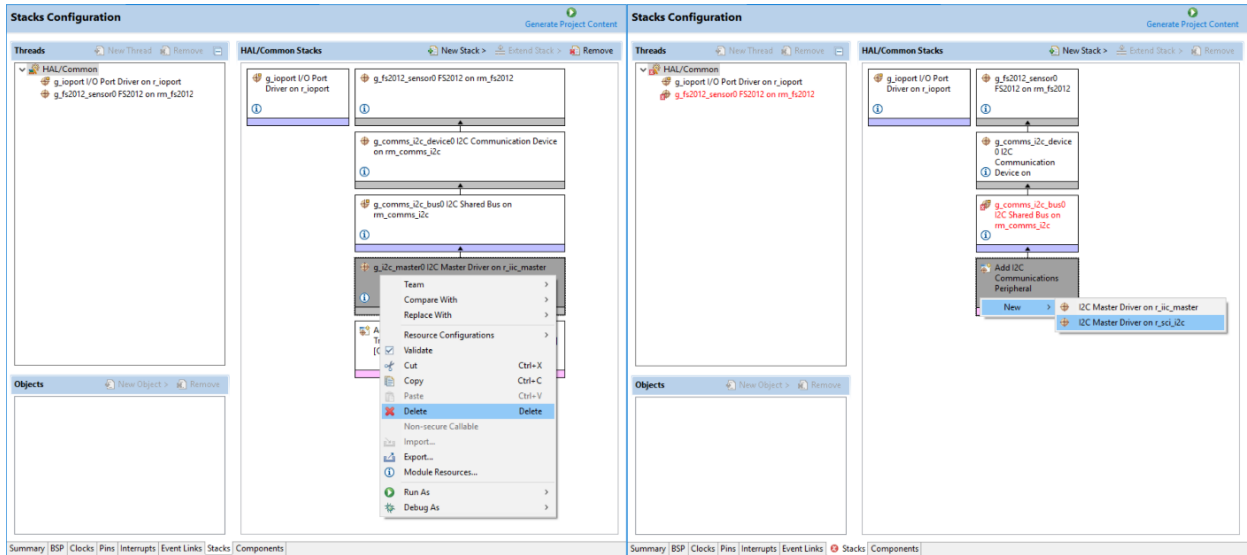 Stacks Configuration
Generate Project Content
Threads
New Thread
Remove
HAL/Common Stacks
New Stack >
Extend Stack >
Remove
HAL/Common
g_ioport I/O Port Driver on r_ioport
g_fs2012_sensor0 FS2012 on rm_fs2012
g_ioport I/O Port
Driver on r_ioport
g_fs2012_sensor0 FS2012 on rm_fs2012
g_comms_i2c_device0 I2C Communication Device
on rm_comms_i2c
g_comms_i2c_bus0 I2C Shared Bus on
rm_comms_i2c
g_i2c_master0 I2C Master Driver on r_iic_master
Team >
Compare With >
Replace With >
Resource Configurations >
Validate
Cut Ctrl+X
Copy Ctrl+C
Paste Ctrl+V
Delete Delete
Non-secure Callable
Import...
Export...
Module Resources...
Run As >
Debug As >
Objects
New Object >
Remove
Summary BSP Clocks Pins Interrupts Event Links Stacks Components
Stacks Configuration
Generate Project Content
Threads
New Thread
Remove
HAL/Common Stacks
New Stack >
Extend Stack >
Remove
HAL/Common
g_ioport I/O Port Driver on r_ioport
g_fs2012_sensor0 FS2012 on rm_fs2012
g_ioport I/O Port
Driver on r_ioport
g_fs2012_sensor0
FS2012 on rm_fs2012
g_comms_i2c_device
0 I2C
Communication
Device on
g_comms_i2c_bus0
I2C Shared Bus on
rm_comms_i2c
Add I2C
Communications
Peripheral
New >
I2C Master Driver on r_iic_master
I2C Master Driver on r_sci_i2c
Objects
New Object >
Remove
Summary BSP Clocks Pins Interrupts Event Links Stacks Components